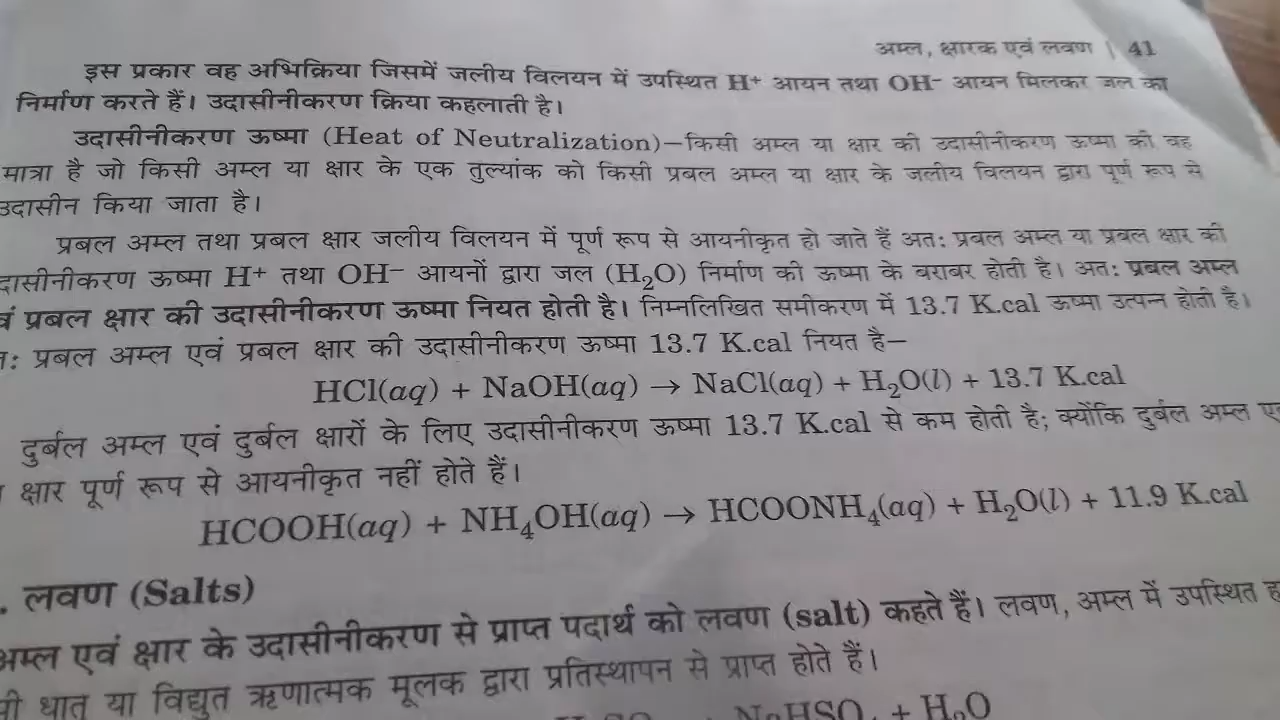 अम्ल, क्षारक एवं लवण | 41
इस प्रकार वह अभिक्रिया जिसमें जलीय विलयन में उपस्थित H⁺ आयन तथा OH⁻ आयन मिलकर जल का
निर्माण करते हैं। उदासीनीकरण क्रिया कहलाती है।
उदासीनीकरण ऊष्मा (Heat of Neutralization)–किसी अम्ल या क्षार की उदासीनीकरण ऊष्मा की वह
मात्रा है जो किसी अम्ल या क्षार के एक तुल्यांक को किसी प्रबल अम्ल या क्षार के जलीय विलयन द्वारा पूर्ण रूप से
उदासीन किया जाता है।
प्रबल अम्ल तथा प्रबल क्षार जलीय विलयन में पूर्ण रूप से आयनीकृत हो जाते हैं अतः प्रबल अम्ल या प्रबल क्षार की
दासीनीकरण ऊष्मा H⁺ तथा OH⁻ आयनों द्वारा जल (H₂O) निर्माण की ऊष्मा के बराबर होती है। अतः प्रबल अम्ल
वं प्रबल क्षार की उदासीनीकरण ऊष्मा नियत होती है। निम्नलिखित समीकरण में 13.7 K.cal ऊष्मा उत्पन्न होती है।
प्रबल अम्ल एवं प्रबल क्षार की उदासीनीकरण ऊष्मा 13.7 K.cal नियत है–
HCl(aq) + NaOH(aq) → NaCl(aq) + H₂O(l) + 13.7 K.cal
दुर्बल अम्ल एवं दुर्बल क्षारों के लिए उदासीनीकरण ऊष्मा 13.7 K.cal से कम होती है; क्योंकि दुर्बल अम्ल
क्षार पूर्ण रूप से आयनीकृत नहीं होते हैं।
HCOOH(aq) + NH₄OH(aq) → HCOONH₄(aq) + H₂O(l) + 11.9 K.cal
. लवण (Salts)
अम्ल एवं क्षार के उदासीनीकरण से प्राप्त पदार्थ को लवण (salt) कहते हैं। लवण, अम्ल में उपस्थित
धातु या विद्युत ऋणात्मक मूलक द्वारा प्रतिस्थापन से प्राप्त होते हैं।
NaHSO₄ + H₂O